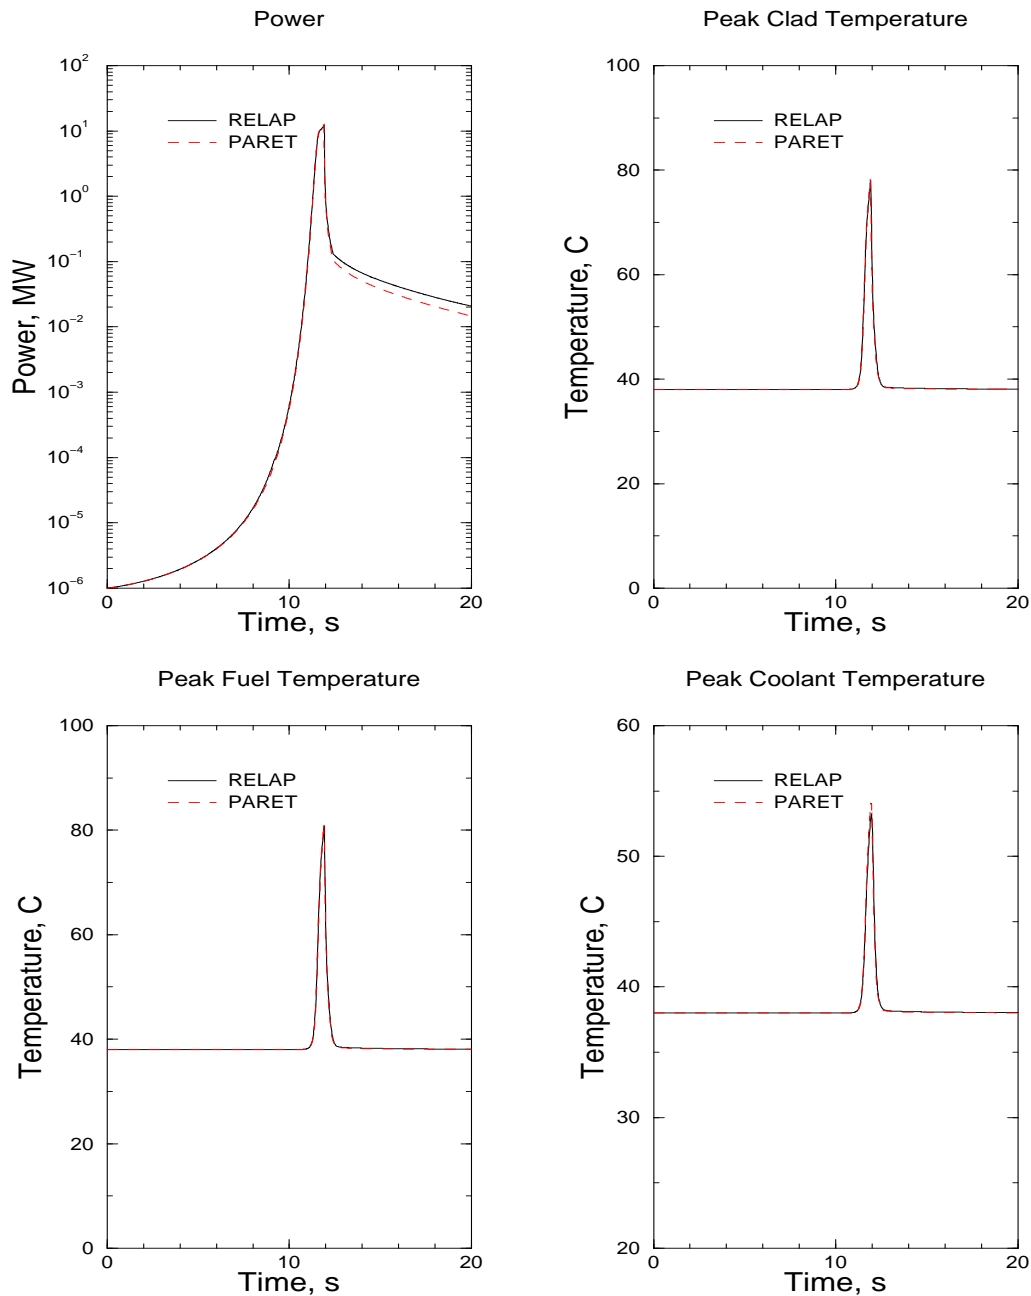 Power
10^2
10^1
10^0
10^-1
10^-2
10^-3
10^-4
10^-5
10^-6
Power, MW
RELAP
PARET
0 10 20
Time, s
Peak Clad Temperature
100
80
60
40
20
0
Temperature, C
RELAP
PARET
0 10 20
Time, s
Peak Fuel Temperature
100
80
60
40
20
0
Temperature, C
RELAP
PARET
0 10 20
Time, s
Peak Coolant Temperature
60
50
40
30
20
Temperature, C
RELAP
PARET
0 10 20
Time, s